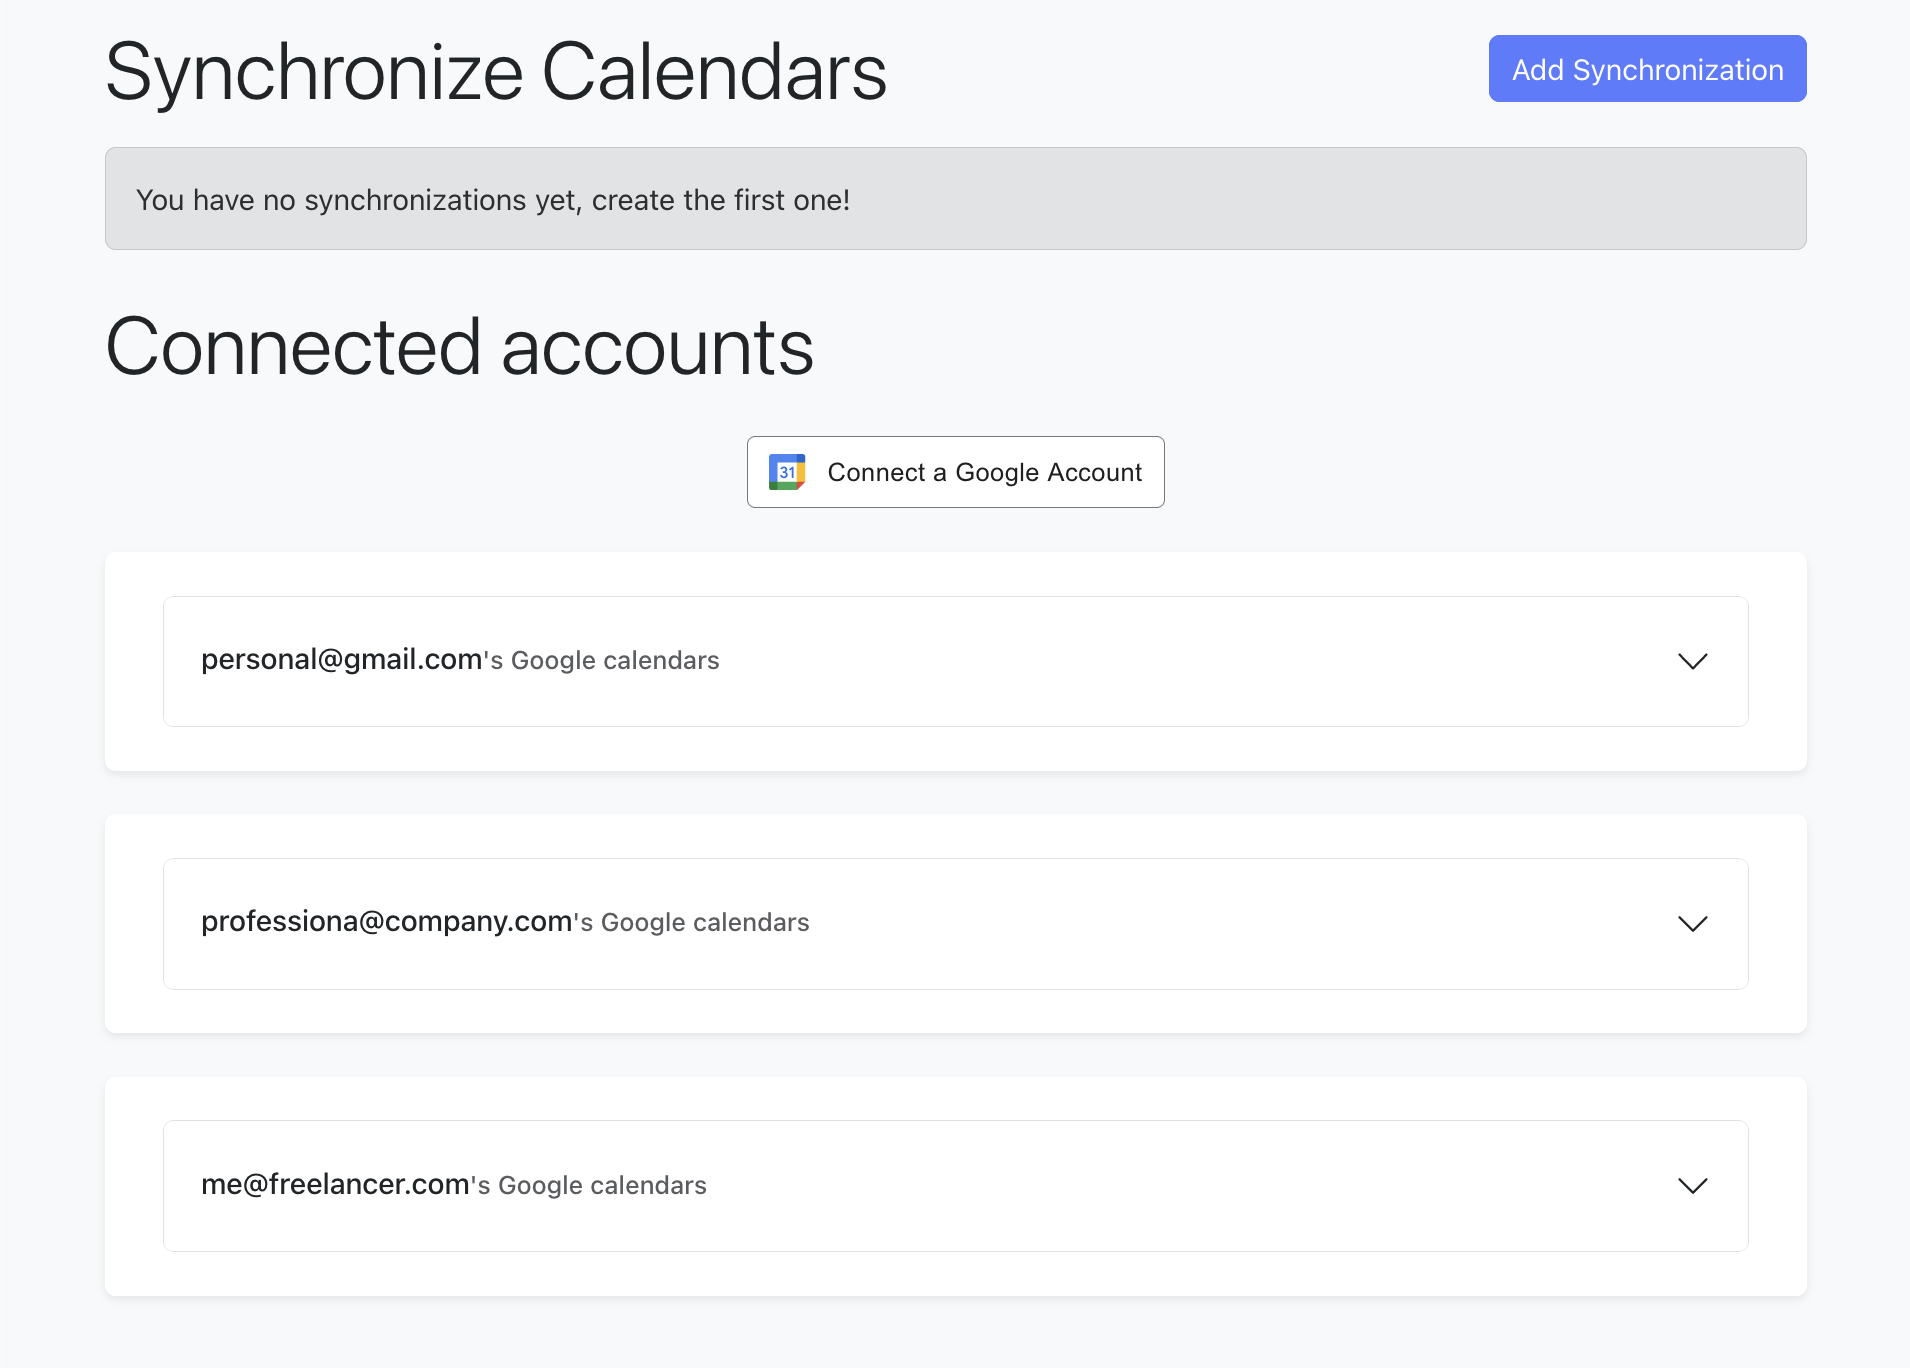 Synchronize Calendars
Add Synchronization
You have no synchronizations yet, create the first one!
Connected accounts
31 Connect a Google Account
personal@gmail.com's Google calendars
professiona@company.com's Google calendars
me@freelancer.com's Google calendars